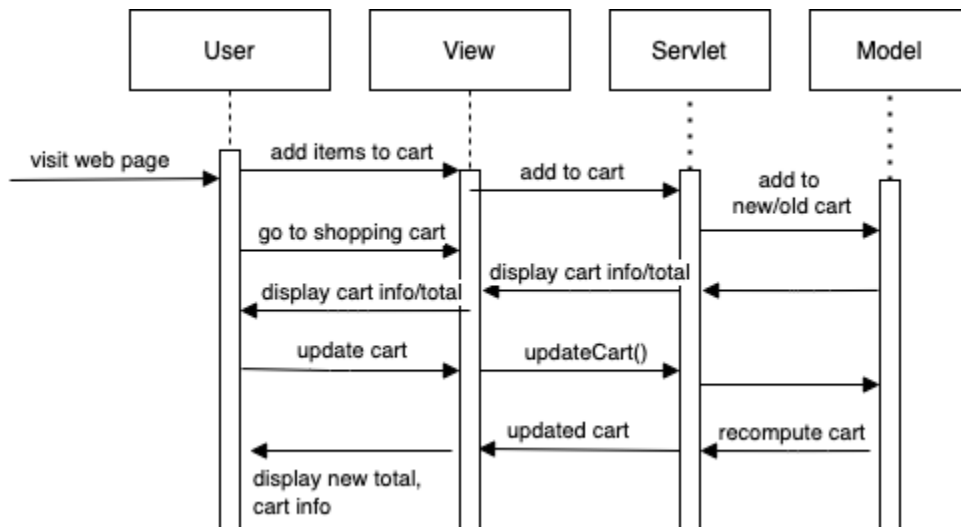 User
View
Servlet
Model
visit web page
add items to cart
add to cart
add to
new/old cart
go to shopping cart
display cart info/total
display cart info/total
update cart
updateCart()
updated cart
recompute cart
display new total,
cart info